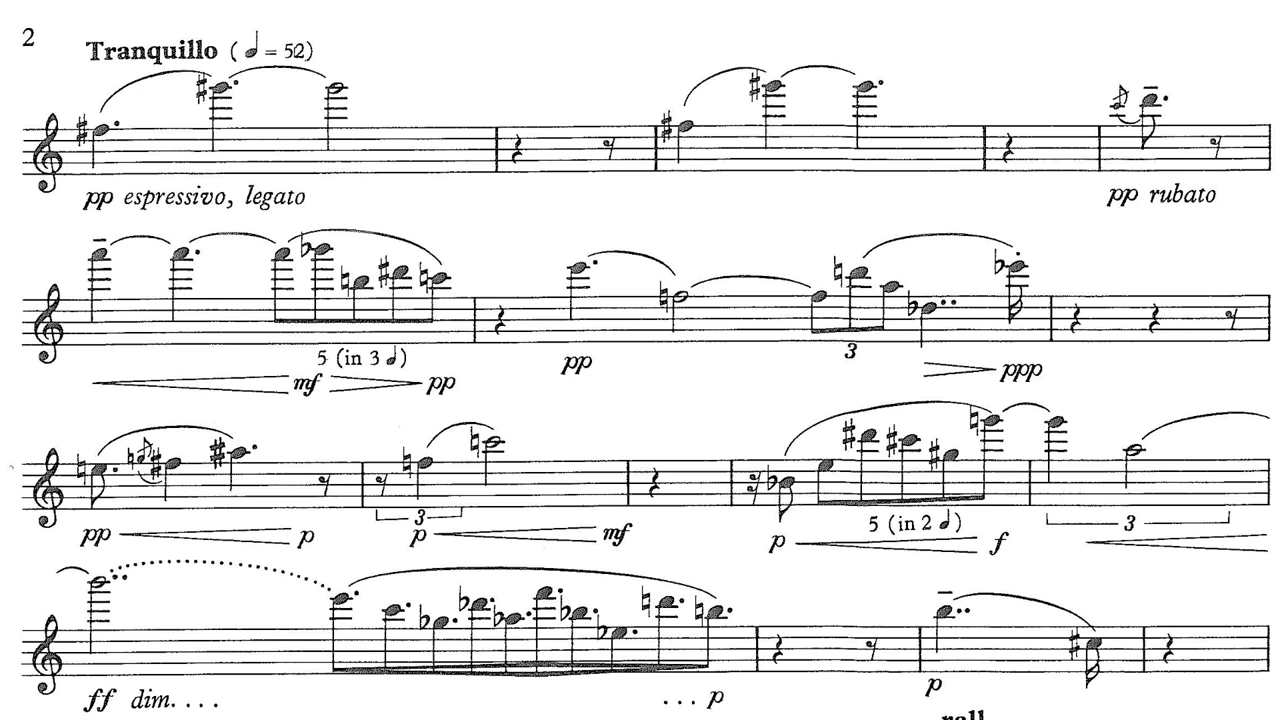 2
Tranquillo (♩ = 52)
pp espressivo, legato
pp rubato
5 (in 3 ♩)
3
mf
pp
pp
ppp
3
3
5 (in 2 ♩)
3
pp
p
p
mf
p
f
ff dim. . . .
. . . p
p